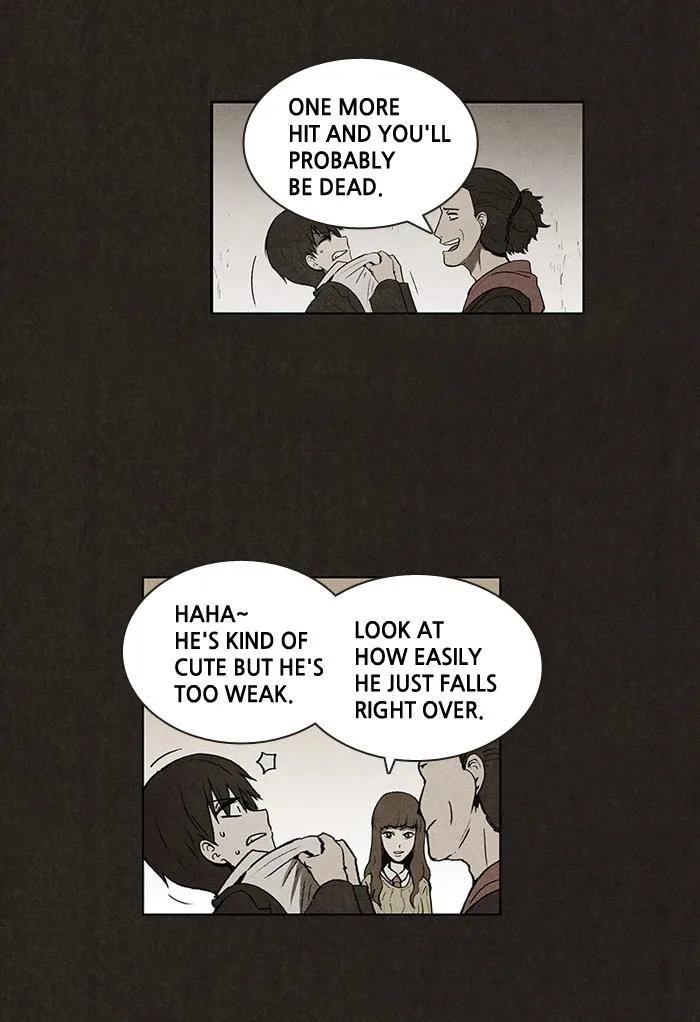 ONE MORE
HIT AND YOU'LL
PROBABLY
BE DEAD.
HAHA~
HE'S KIND OF
CUTE BUT HE'S
TOO WEAK.
LOOK AT
HOW EASILY
HE JUST FALLS
RIGHT OVER.